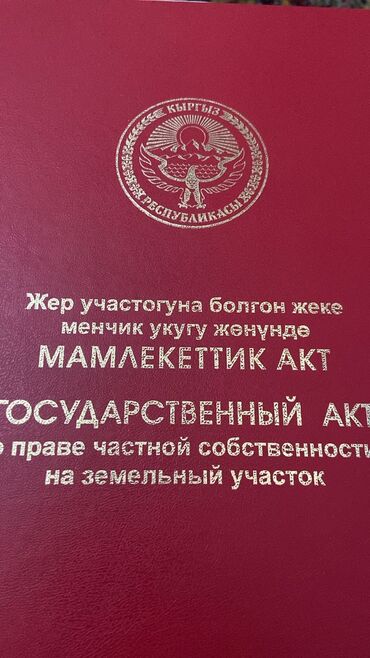 КЫРГЫЗ
РЕСПУБЛИКАСЫ
Жер участогуна болгон жеке
менчик укугу жөнүндө
МАМЛЕКЕТТИК АКТ
ГОСУДАРСТВЕННЫЙ АКТ
о праве частной собственности
на земельный участок